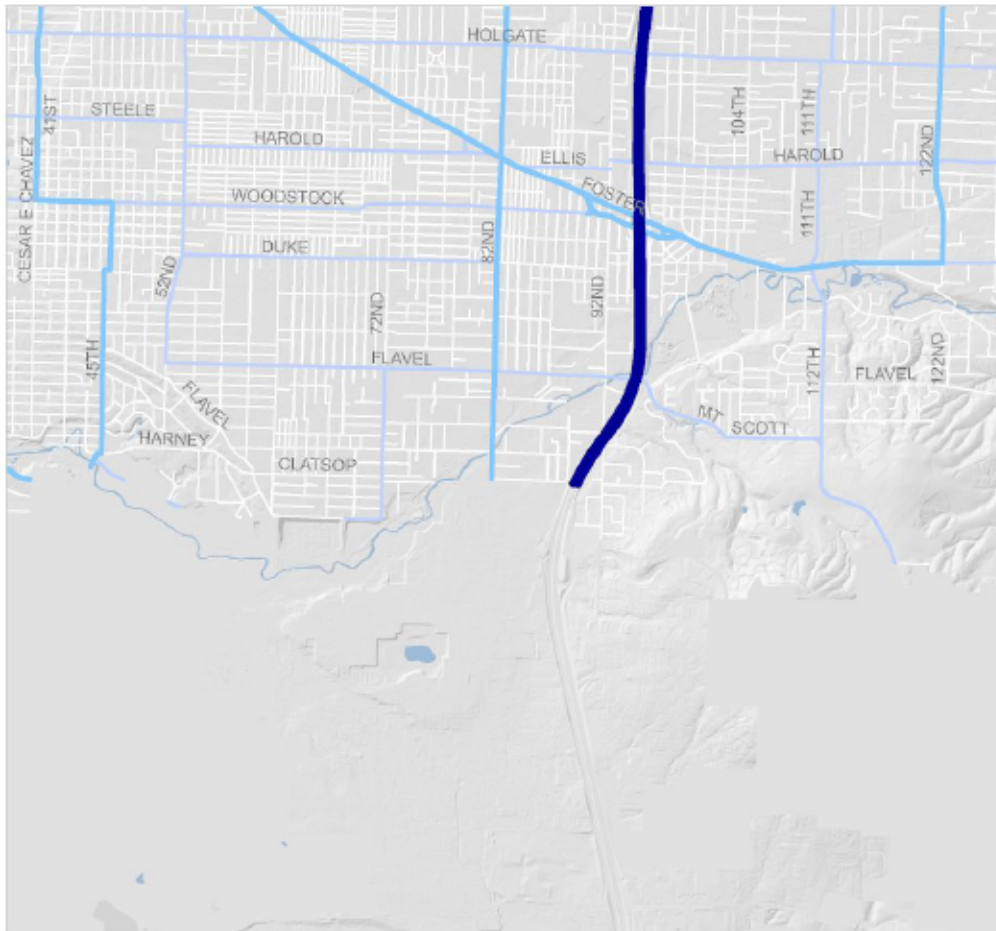 HOLGATE
STEELE
41ST
104TH
111TH
HAROLD
ELLIS
HAROLD
122ND
CESAR E CHAVEZ
WOODSTOCK
FOSTER
111TH
DUKE
82ND
52ND
72ND
92ND
45TH
FLAVEL
112TH
FLAVEL
122ND
FLAVEL
MT
SCOTT
HARNEY
CLATSOP